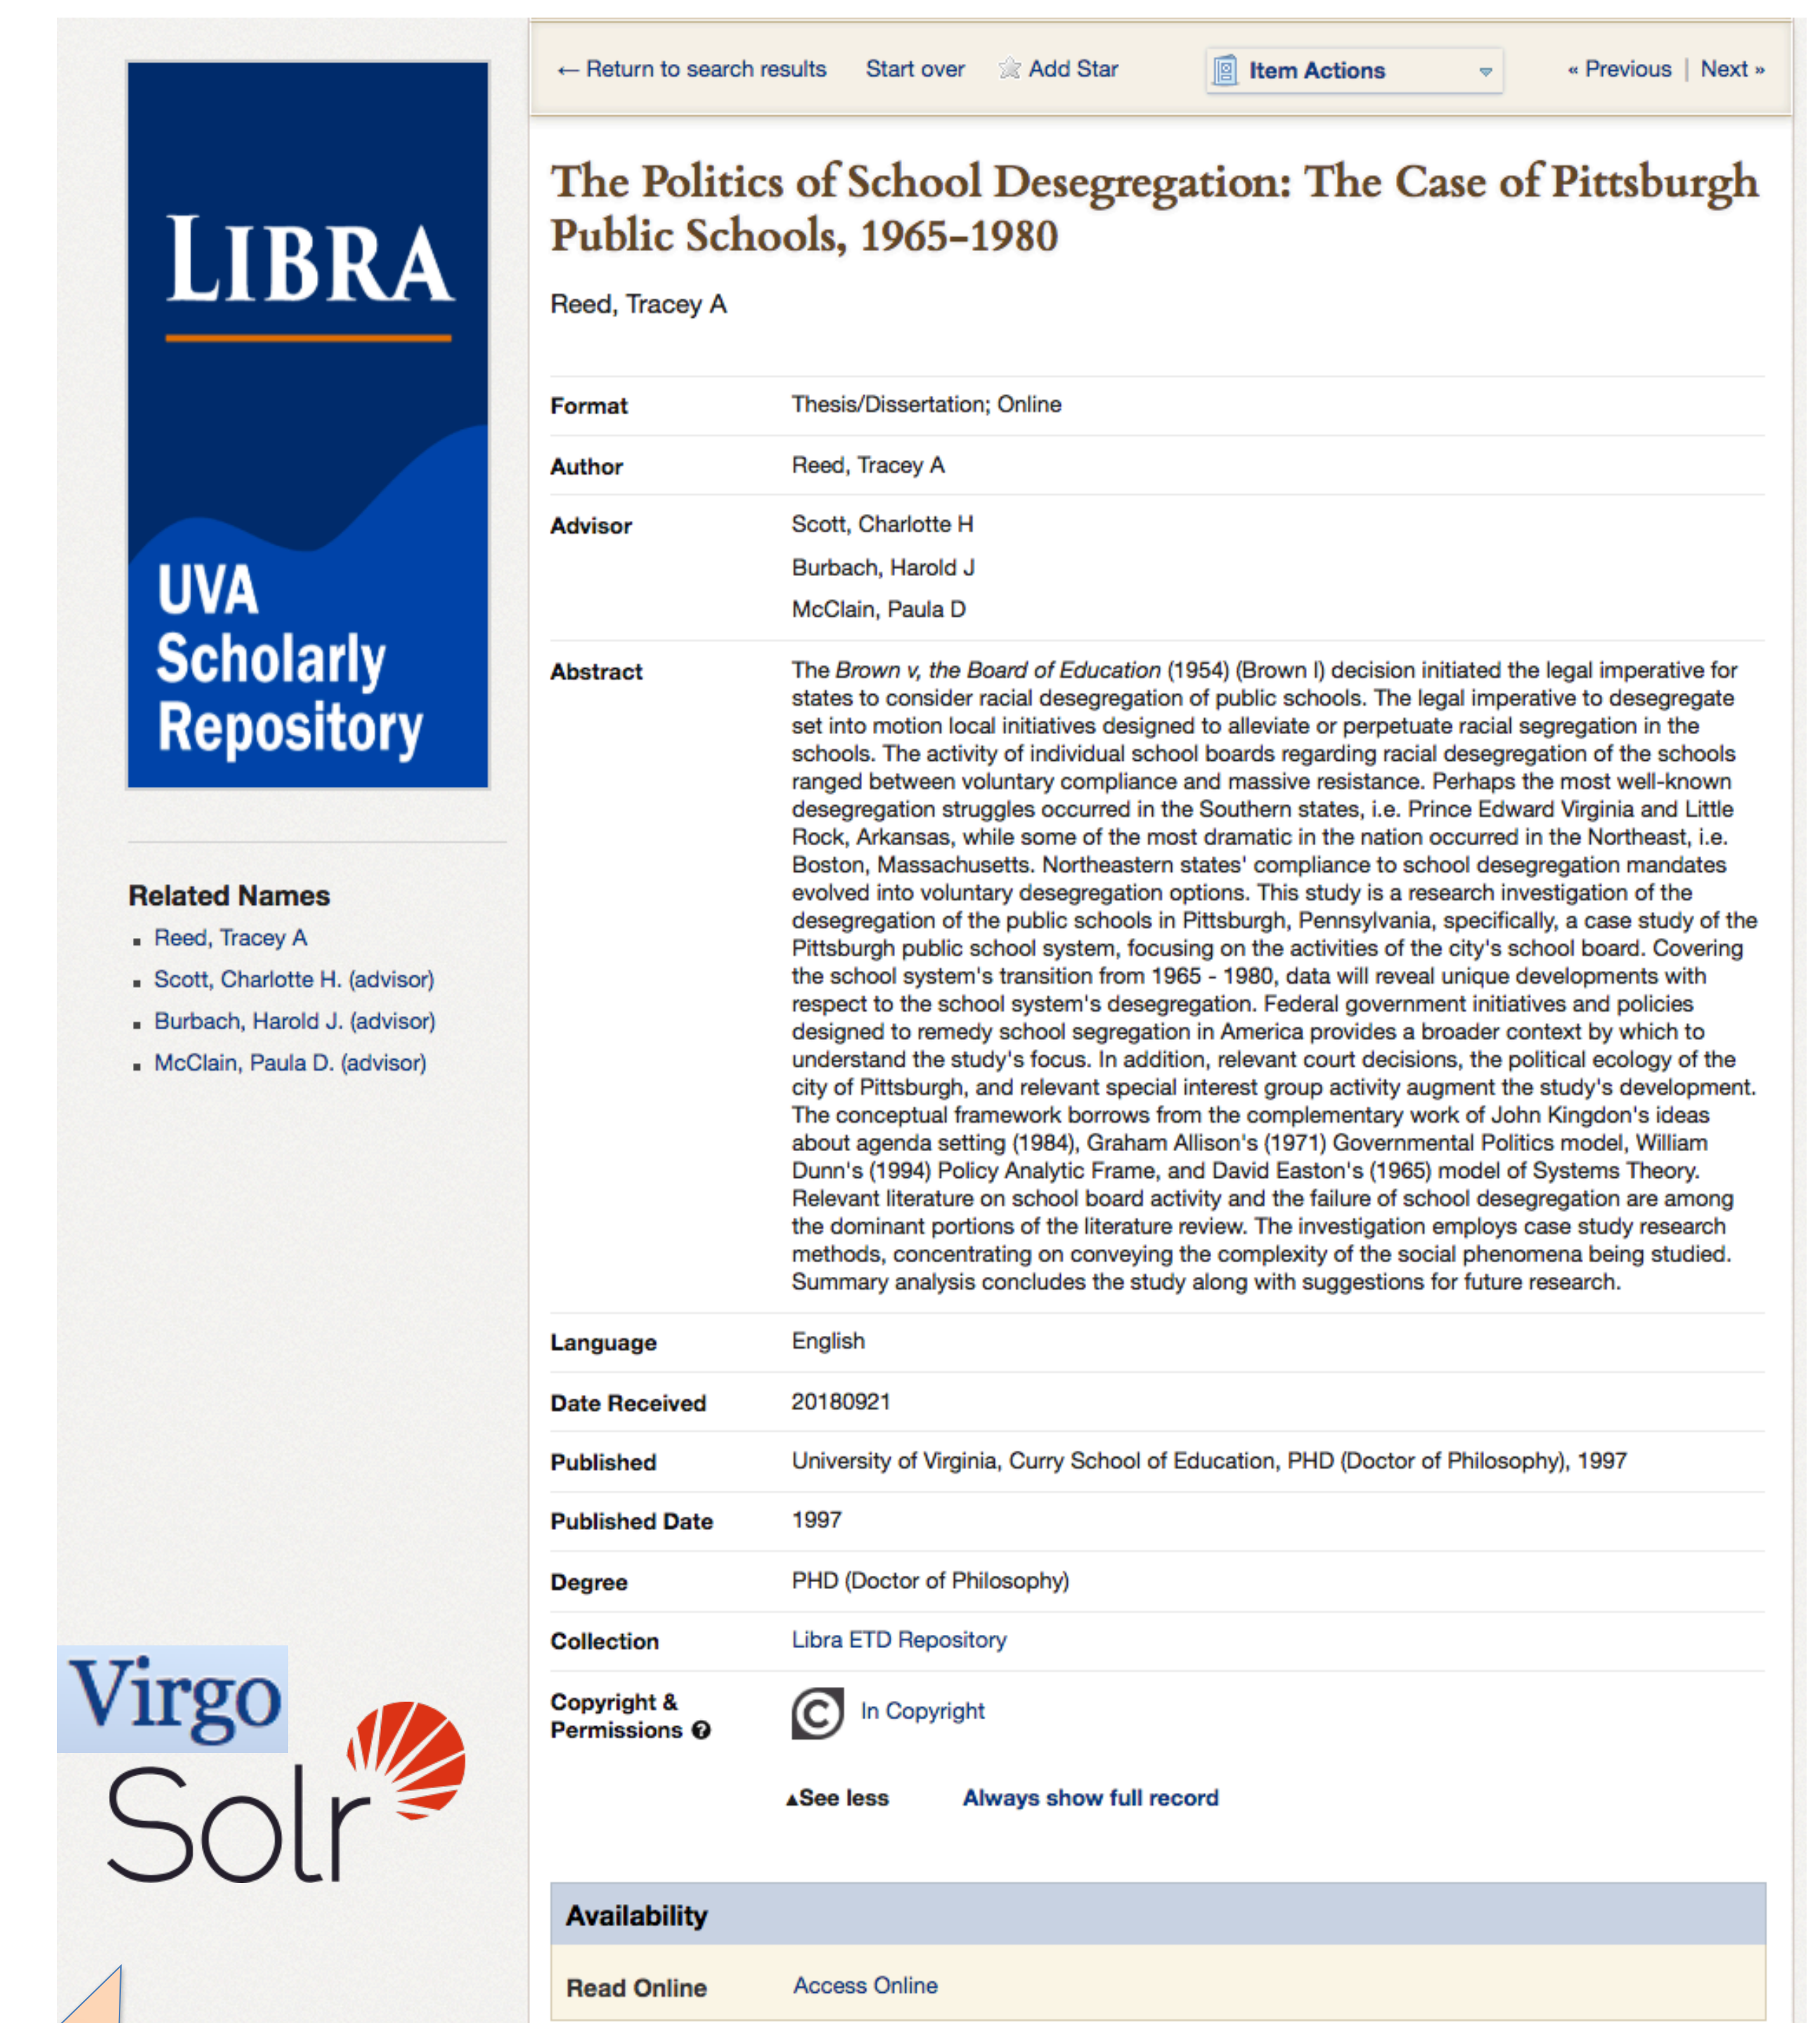 ← Return to search results Start over Add Star Item Actions « Previous | Next »
LIBRA
UVA
Scholarly
Repository
Related Names
Reed, Tracey A
Scott, Charlotte H. (advisor)
Burbach, Harold J. (advisor)
McClain, Paula D. (advisor)
Virgo
Solr
The Politics of School Desegregation: The Case of Pittsburgh
Public Schools, 1965–1980
Reed, Tracey A
Format Thesis/Dissertation; Online
Author Reed, Tracey A
Advisor Scott, Charlotte H
Burbach, Harold J
McClain, Paula D
Abstract The Brown v, the Board of Education (1954) (Brown I) decision initiated the legal imperative for
states to consider racial desegregation of public schools. The legal imperative to desegregate
set into motion local initiatives designed to alleviate or perpetuate racial segregation in the
schools. The activity of individual school boards regarding racial desegregation of the schools
ranged between voluntary compliance and massive resistance. Perhaps the most well-known
desegregation struggles occurred in the Southern states, i.e. Prince Edward Virginia and Little
Rock, Arkansas, while some of the most dramatic in the nation occurred in the Northeast, i.e.
Boston, Massachusetts. Northeastern states' compliance to school desegregation mandates
evolved into voluntary desegregation options. This study is a research investigation of the
desegregation of the public schools in Pittsburgh, Pennsylvania, specifically, a case study of the
Pittsburgh public school system, focusing on the activities of the city's school board. Covering
the school system's transition from 1965 - 1980, data will reveal unique developments with
respect to the school system's desegregation. Federal government initiatives and policies
designed to remedy school segregation in America provides a broader context by which to
understand the study's focus. In addition, relevant court decisions, the political ecology of the
city of Pittsburgh, and relevant special interest group activity augment the study's development.
The conceptual framework borrows from the complementary work of John Kingdon's ideas
about agenda setting (1984), Graham Allison's (1971) Governmental Politics model, William
Dunn's (1994) Policy Analytic Frame, and David Easton's (1965) model of Systems Theory.
Relevant literature on school board activity and the failure of school desegregation are among
the dominant portions of the literature review. The investigation employs case study research
methods, concentrating on conveying the complexity of the social phenomena being studied.
Summary analysis concludes the study along with suggestions for future research.
Language English
Date Received 20180921
Published University of Virginia, Curry School of Education, PHD (Doctor of Philosophy), 1997
Published Date 1997
Degree PHD (Doctor of Philosophy)
Collection Libra ETD Repository
Copyright &
Permissions ? © In Copyright
▲See less Always show full record
Availability
Read Online Access Online